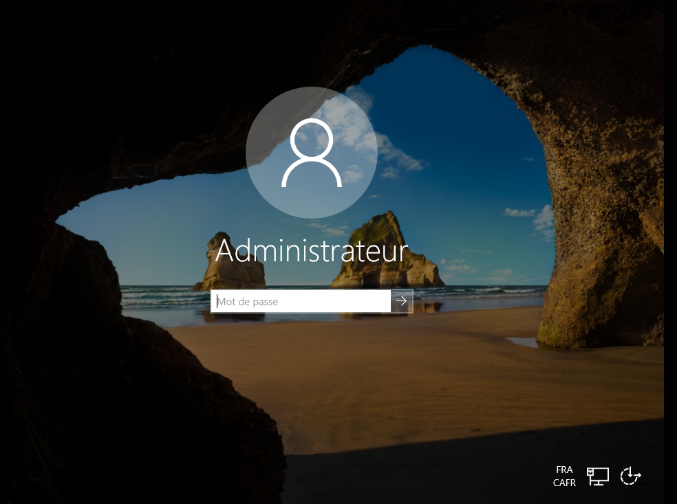 Administrateur
Mot de passe
FRA
CAFR